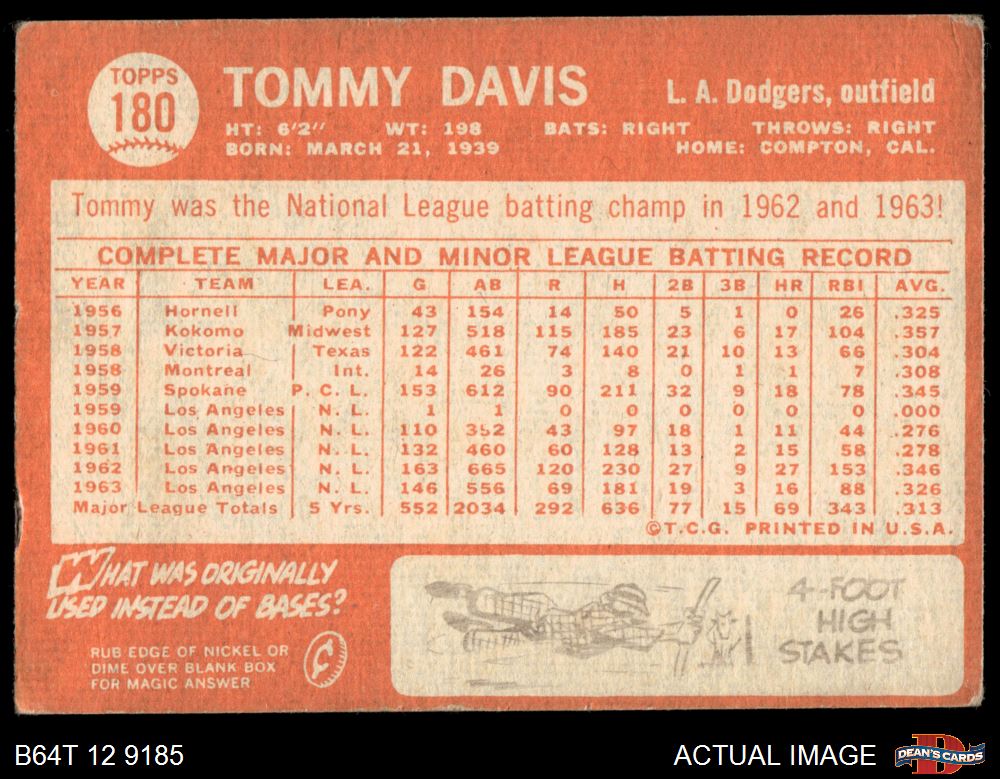 TOPPS
180
TOMMY DAVIS
L. A. Dodgers, outfield
HT: 6'2" WT: 198 BATS: RIGHT THROWS: RIGHT
BORN: MARCH 21, 1939 HOME: COMPTON, CAL.
Tommy was the National League batting champ in 1962 and 1963!
COMPLETE MAJOR AND MINOR LEAGUE BATTING RECORD
YEAR TEAM LEA. G AB R H 2B 3B HR RBI AVG.
1956 Hornell Pony 43 154 14 50 5 1 0 26 .325
1957 Kokomo Midwest 127 518 115 185 23 6 17 104 .357
1958 Victoria Texas 122 461 74 140 21 10 13 66 .304
1958 Montreal Int. 14 26 3 8 0 1 1 7 .308
1959 Spokane P. C. L. 153 612 90 211 32 9 18 78 .345
1959 Los Angeles N. L. 1 1 0 0 0 0 0 0 .000
1960 Los Angeles N. L. 110 352 43 97 18 1 11 44 .276
1961 Los Angeles N. L. 132 460 60 128 13 2 15 58 .278
1962 Los Angeles N. L. 163 665 120 230 27 9 27 153 .346
1963 Los Angeles N. L. 146 556 69 181 19 3 16 88 .326
Major League Totals 5 Yrs. 552 2034 292 636 77 15 69 343 .313
©T.C.G. PRINTED IN U.S.A.
WHAT WAS ORIGINALLY
USED INSTEAD OF BASES?
RUB EDGE OF NICKEL OR
DIME OVER BLANK BOX
FOR MAGIC ANSWER
¢
4-FOOT
HIGH
STAKES
B64T 12 9185
ACTUAL IMAGE
D
DEAN'S CARDS